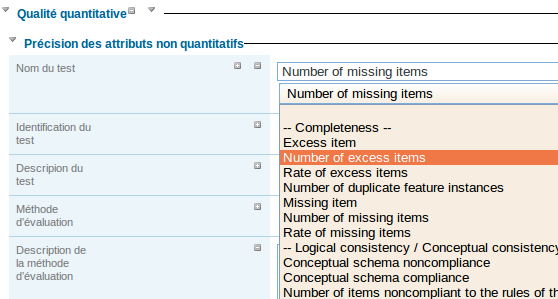 Qualité quantitative
Précision des attributs non quantitatifs
Nom du test
Number of missing items
Number of missing items
-- Completeness --
Excess item
Number of excess items
Rate of excess items
Number of duplicate feature instances
Missing item
Number of missing items
Rate of missing items
-- Logical consistency / Conceptual consistency
Conceptual schema noncompliance
Conceptual schema compliance
Number of items noncompliant to the rules of th
Identification du
test
Descripion du
test
Méthode
d'évaluation
Description de
la méthode
d'évaluation